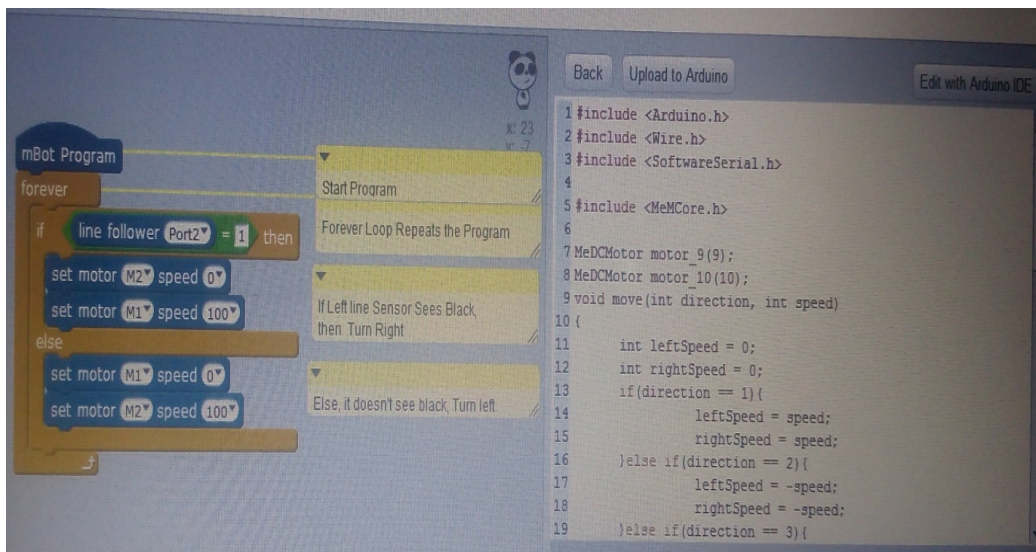 Back
Upload to Arduino
Edit with Arduino IDE
x: 23
y: -7
mBot Program
forever
if line follower Port2 = 1 then
set motor M2 speed 0
set motor M1 speed 100
else
set motor M1 speed 0
set motor M2 speed 100
Start Program
Forever Loop Repeats the Program
If Left line Sensor Sees Black,
then Turn Right
Else, it doesn't see black, Turn left
1 #include <Arduino.h>
2 #include <Wire.h>
3 #include <SoftwareSerial.h>
4
5 #include <MeMCore.h>
6
7 MeDCMotor motor_9(9);
8 MeDCMotor motor_10(10);
9 void move(int direction, int speed)
10 {
11 int leftSpeed = 0;
12 int rightSpeed = 0;
13 if(direction == 1){
14 leftSpeed = speed;
15 rightSpeed = speed;
16 }else if(direction == 2){
17 leftSpeed = -speed;
18 rightSpeed = -speed;
19 }else if(direction == 3){